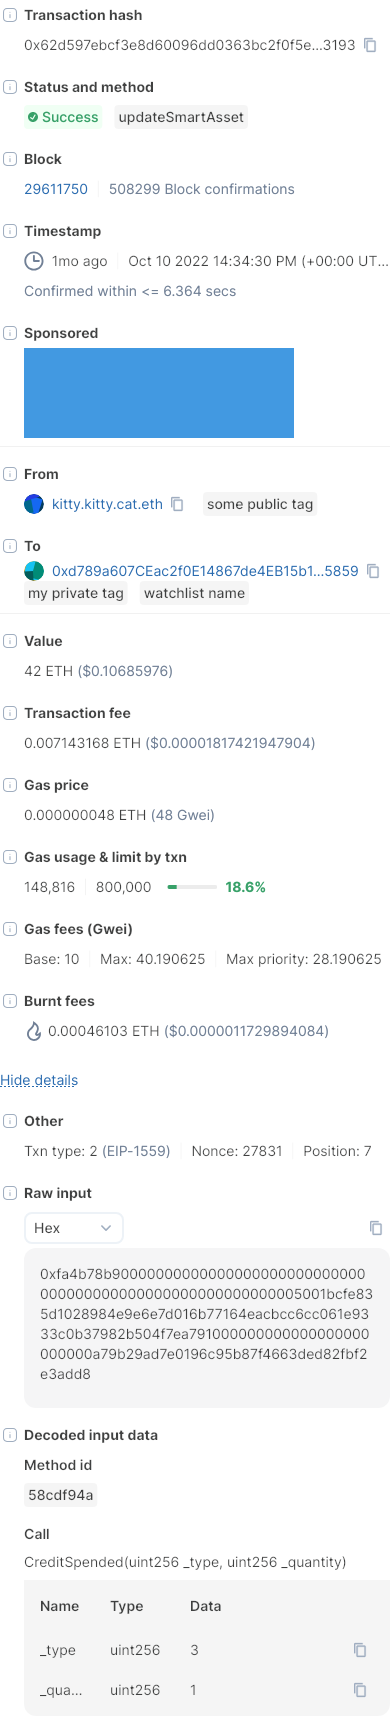 Transaction hash
0x62d597ebcf3e8d60096dd0363bc2f0f5e...3193
Status and method
Success updateSmartAsset
Block
29611750 508299 Block confirmations
Timestamp
1mo ago Oct 10 2022 14:34:30 PM (+00:00 UT...
Confirmed within <= 6.364 secs
Sponsored
From
kitty.kitty.cat.eth some public tag
To
0xd789a607CEac2f0E14867de4EB15b1...5859
my private tag watchlist name
Value
42 ETH ($0.10685976)
Transaction fee
0.007143168 ETH ($0.00001817421947904)
Gas price
0.000000048 ETH (48 Gwei)
Gas usage & limit by txn
148,816 800,000 18.6%
Gas fees (Gwei)
Base: 10 Max: 40.190625 Max priority: 28.190625
Burnt fees
0.00046103 ETH ($0.0000011729894084)
Hide details
Other
Txn type: 2 (EIP-1559) Nonce: 27831 Position: 7
Raw input
Hex
0xfa4b78b90000000000000000000000000000
00000000000000000000000000005001bcfe83
5d1028984e9e6e7d016b77164eacbcc6cc061e93
33c0b37982b504f7ea791000000000000000000
000000a79b29ad7e0196c95b87f4663ded82fbf2
e3add8
Decoded input data
Method id
58cdf94a
Call
CreditSpended(uint256 _type, uint256 _quantity)
Name Type Data
_type uint256 3
_qua... uint256 1